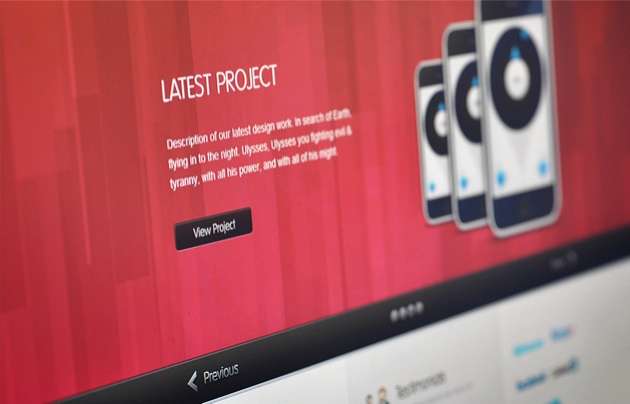 LATEST PROJECT
Description of our latest design work. In search of Earth,
flying in to the night. Ulysses, Ulysses you fighting evil &
tyranny, with all his power, and with all of his might.
View Project
Previous
Testimonials